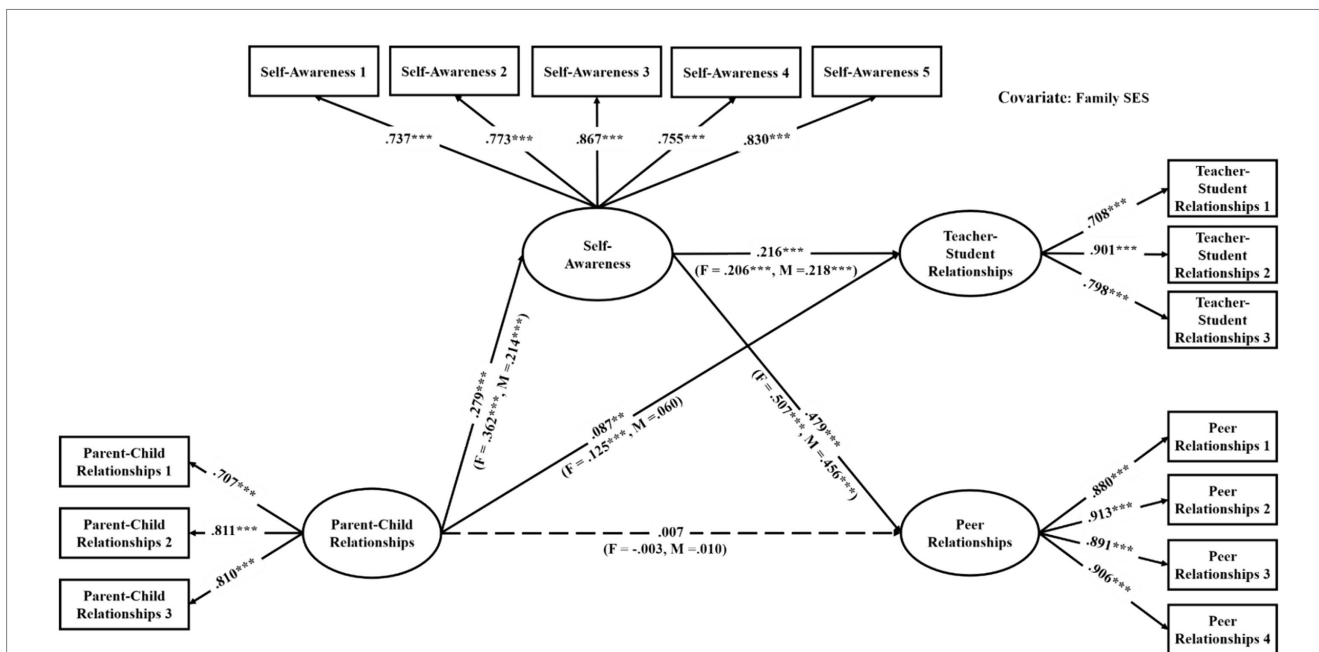 Self-Awareness 1
Self-Awareness 2
Self-Awareness 3
Self-Awareness 4
Self-Awareness 5
Covariate: Family SES
.737***
.773***
.867***
.755***
.830***
Teacher-
Student
Relationships 1
Teacher-
Student
Relationships 2
Teacher-
Student
Relationships 3
.708***
.901***
.798***
Self-
Awareness
.216***
(F = .206***, M =.218***)
Teacher-
Student
Relationships
.279***
(F = .362***, M =.214***)
.087**
(F = .125***, M =.060)
.479***
(F = .507***, M =.456***)
Parent-Child
Relationships 1
Parent-Child
Relationships 2
Parent-Child
Relationships 3
.707***
.811***
.810***
Parent-Child
Relationships
.007
(F = -.003, M =.010)
Peer
Relationships
.880***
.913***
.891***
.906***
Peer
Relationships 1
Peer
Relationships 2
Peer
Relationships 3
Peer
Relationships 4